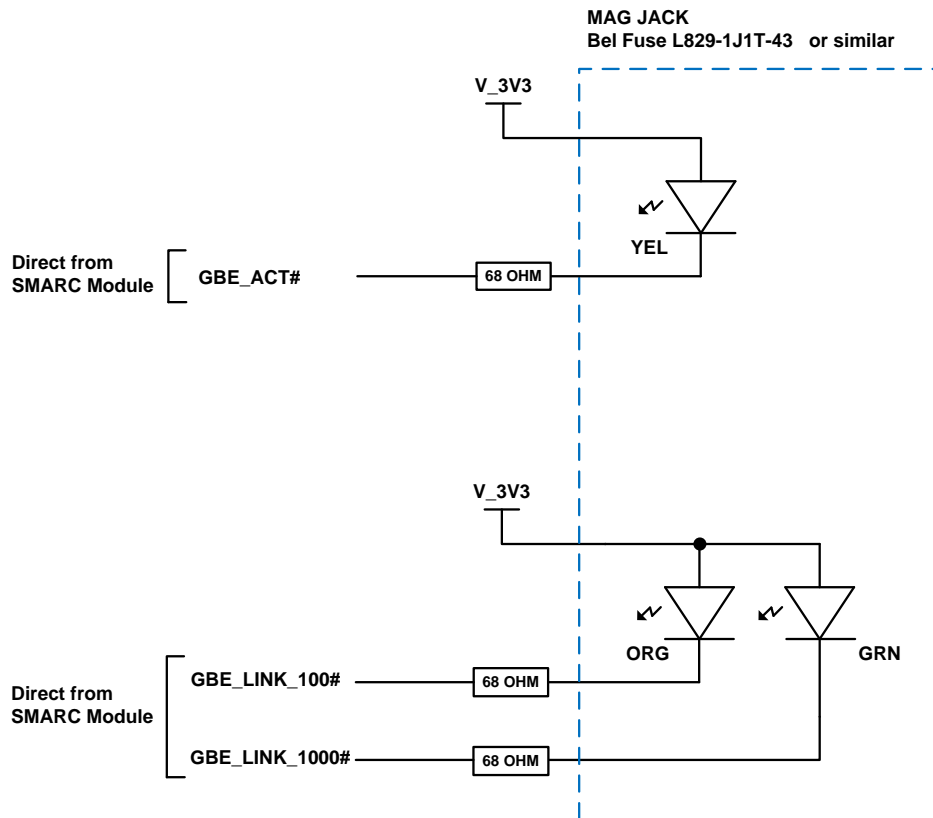 MAG JACK
Bel Fuse L829-1J1T-43 or similar
V_3V3
YEL
Direct from
SMARC Module
GBE_ACT#
68 OHM
V_3V3
ORG
GRN
Direct from
SMARC Module
GBE_LINK_100#
68 OHM
GBE_LINK_1000#
68 OHM